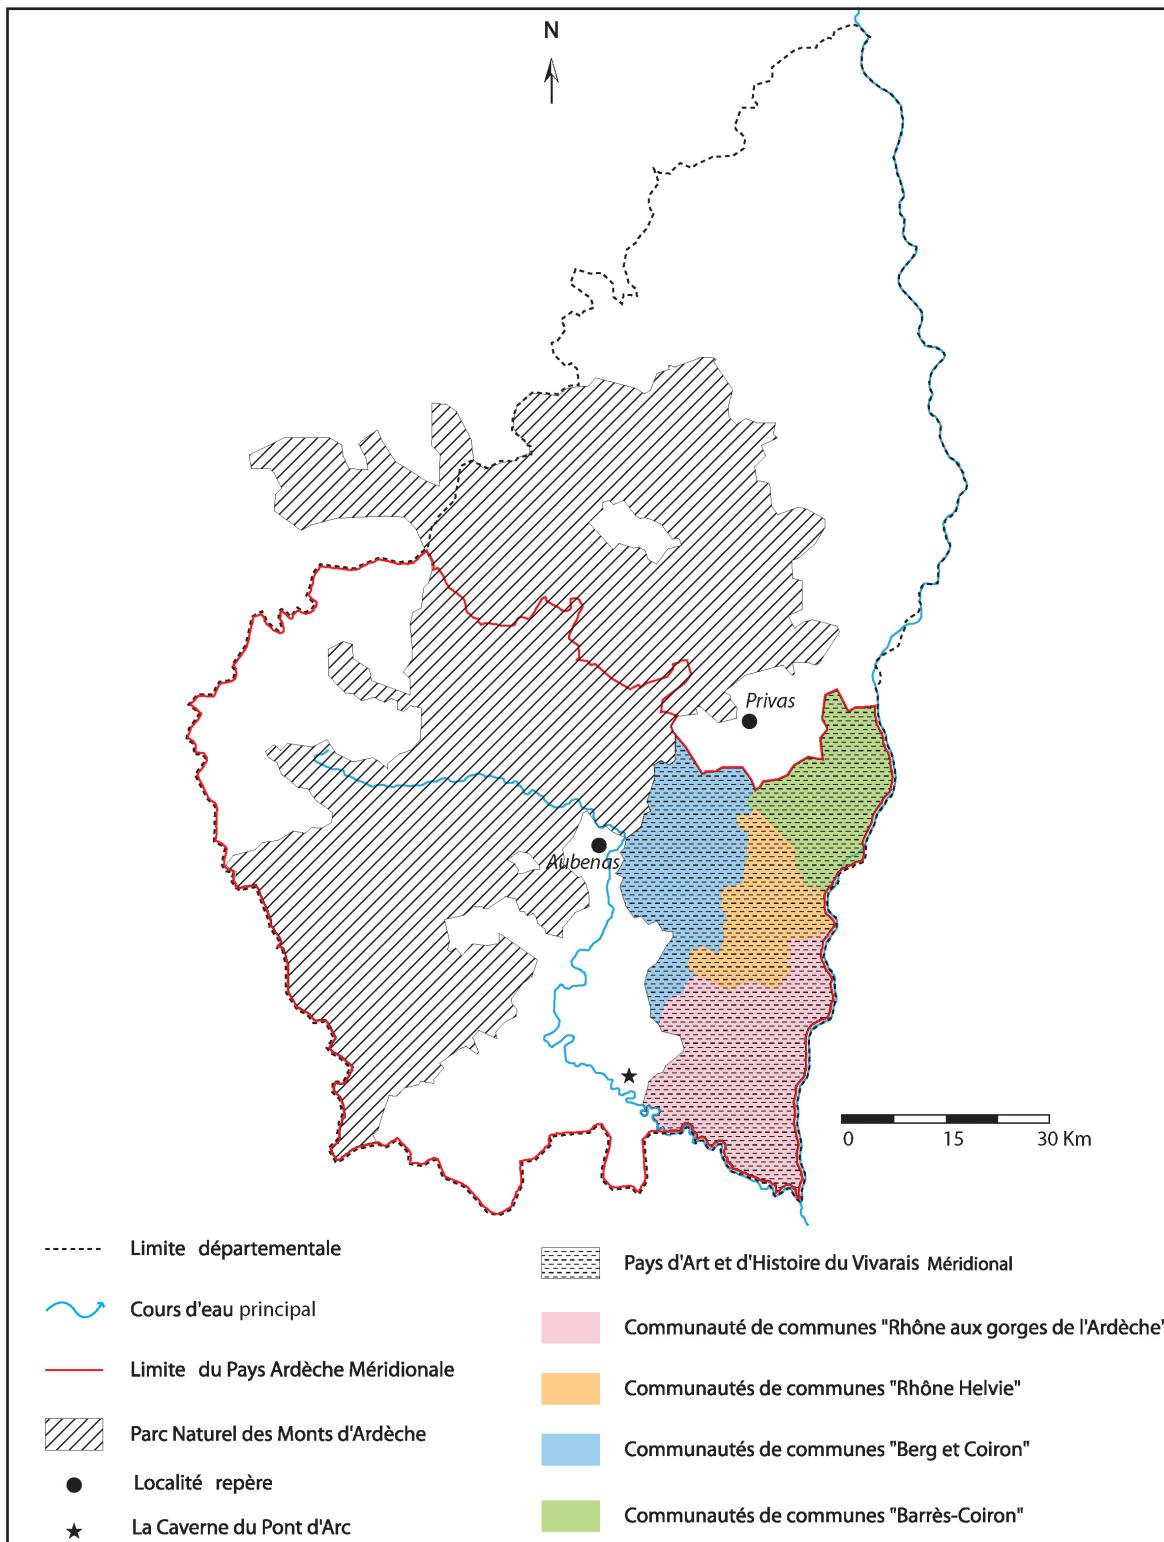 N
Privas
Aubenas
0 15 30 Km
Limite départementale
Cours d'eau principal
Limite du Pays Ardèche Méridionale
Parc Naturel des Monts d'Ardèche
Localité repère
La Caverne du Pont d'Arc
Pays d'Art et d'Histoire du Vivarais Méridional
Communauté de communes "Rhône aux gorges de l'Ardèche"
Communautés de communes "Rhône Helvie"
Communautés de communes "Berg et Coiron"
Communautés de communes "Barrès-Coiron"